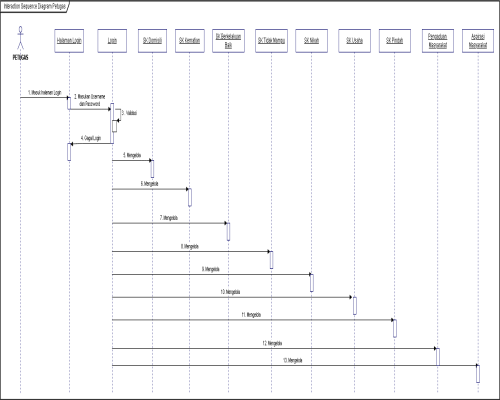 Interaction Sequence Diagram Petugas
PETUGAS
Halaman Login
Login
SK Domisili
SK Kematian
SK Berkelakuan
Baik
SK Tidak Mampu
SK Nikah
SK Usaha
SK Pindah
Pengaduan
Masyarakat
Aspirasi
Masyarakat
1. Masuk halaman Login
2. Masukan Username
dan Password
3. Validasi
4. Gagal Login
5. Mengelola
6. Mengelola
7. Mengelola
8. Mengelola
9. Mengelola
10. Mengelola
11. Mengelola
12. Mengelola
13. Mengelola